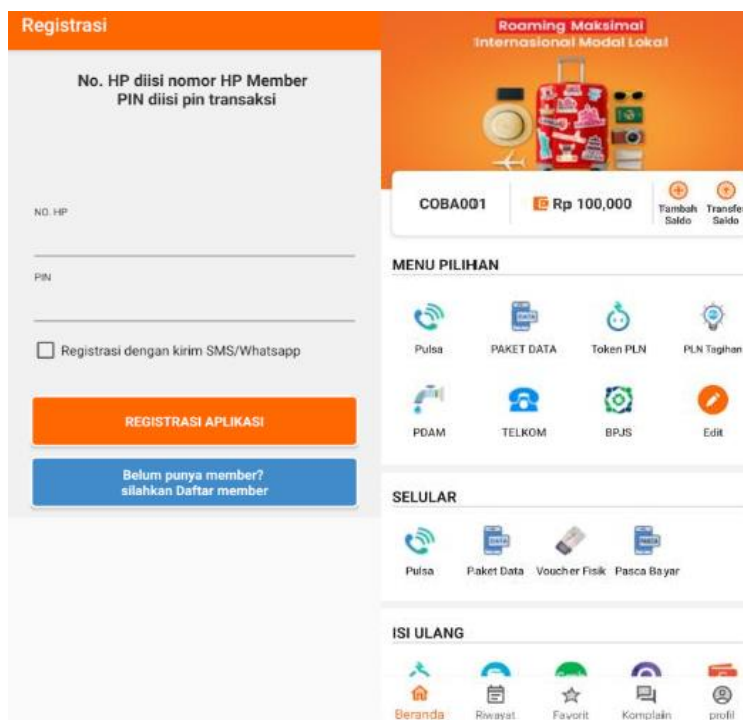 Registrasi
No. HP diisi nomor HP Member
PIN diisi pin transaksi
NO. HP
PIN
Registrasi dengan kirim SMS/Whatsapp
REGISTRASI APLIKASI
Belum punya member?
silahkan Daftar member
Roaming Maksimal
Internasional Modal Lokal
COBA001
Rp 100,000
Tambah Saldo
Transfer Saldo
MENU PILIHAN
Pulsa
PAKET DATA
Token PLN
PLN Tagihan
PDAM
TELKOM
BPJS
Edit
SELULAR
Pulsa
Paket Data
Voucher Fisik
Pasca Bayar
ISI ULANG
Beranda
Riwayat
Favorit
Komplain
profil